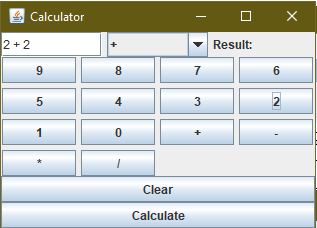 Calculator
2 + 2 + Result:
9 8 7 6
5 4 3 2
1 0 + -
* /
Clear
Calculate